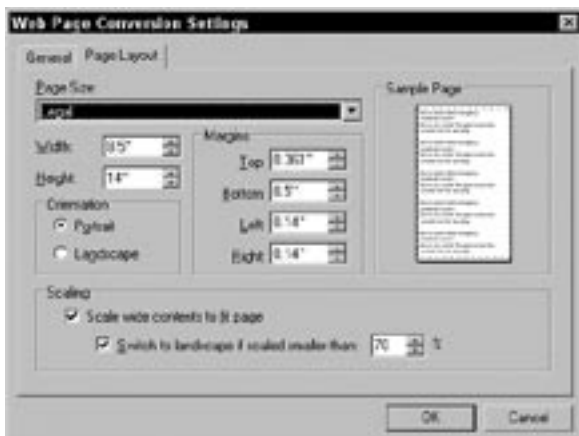 Web Page Conversion Settings
General Page Layout
Page Size
Legal
Width: 8.5"
Height: 14"
Orientation
Portrait
Landscape
Margins
Top 0.363"
Bottom 0.5"
Left 0.14"
Right 0.14"
Sample Page
Scaling
Scale wide contents to fit page
Switch to landscape if scaled smaller than 70 %
OK Cancel